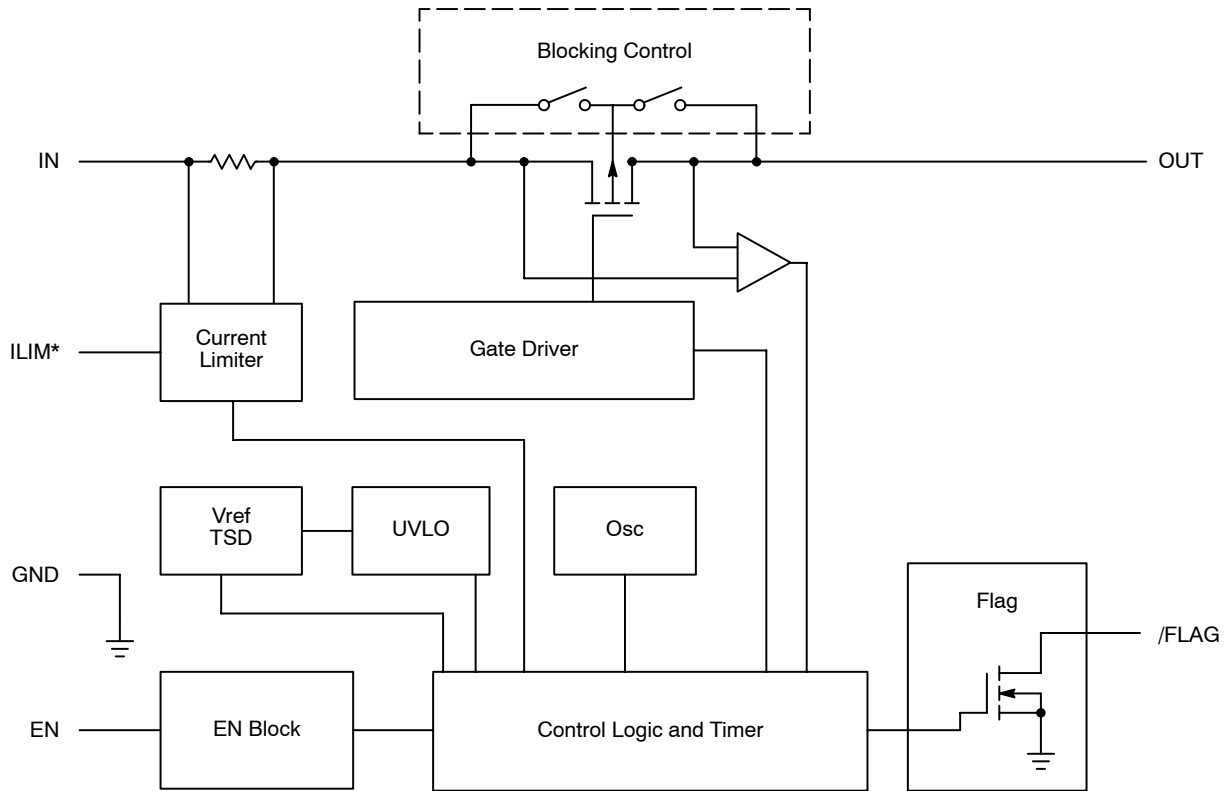 Blocking Control
IN
OUT
Current
Limiter
ILIM*
Gate Driver
Vref
TSD
UVLO
Osc
GND
Flag
/FLAG
EN
EN Block
Control Logic and Timer